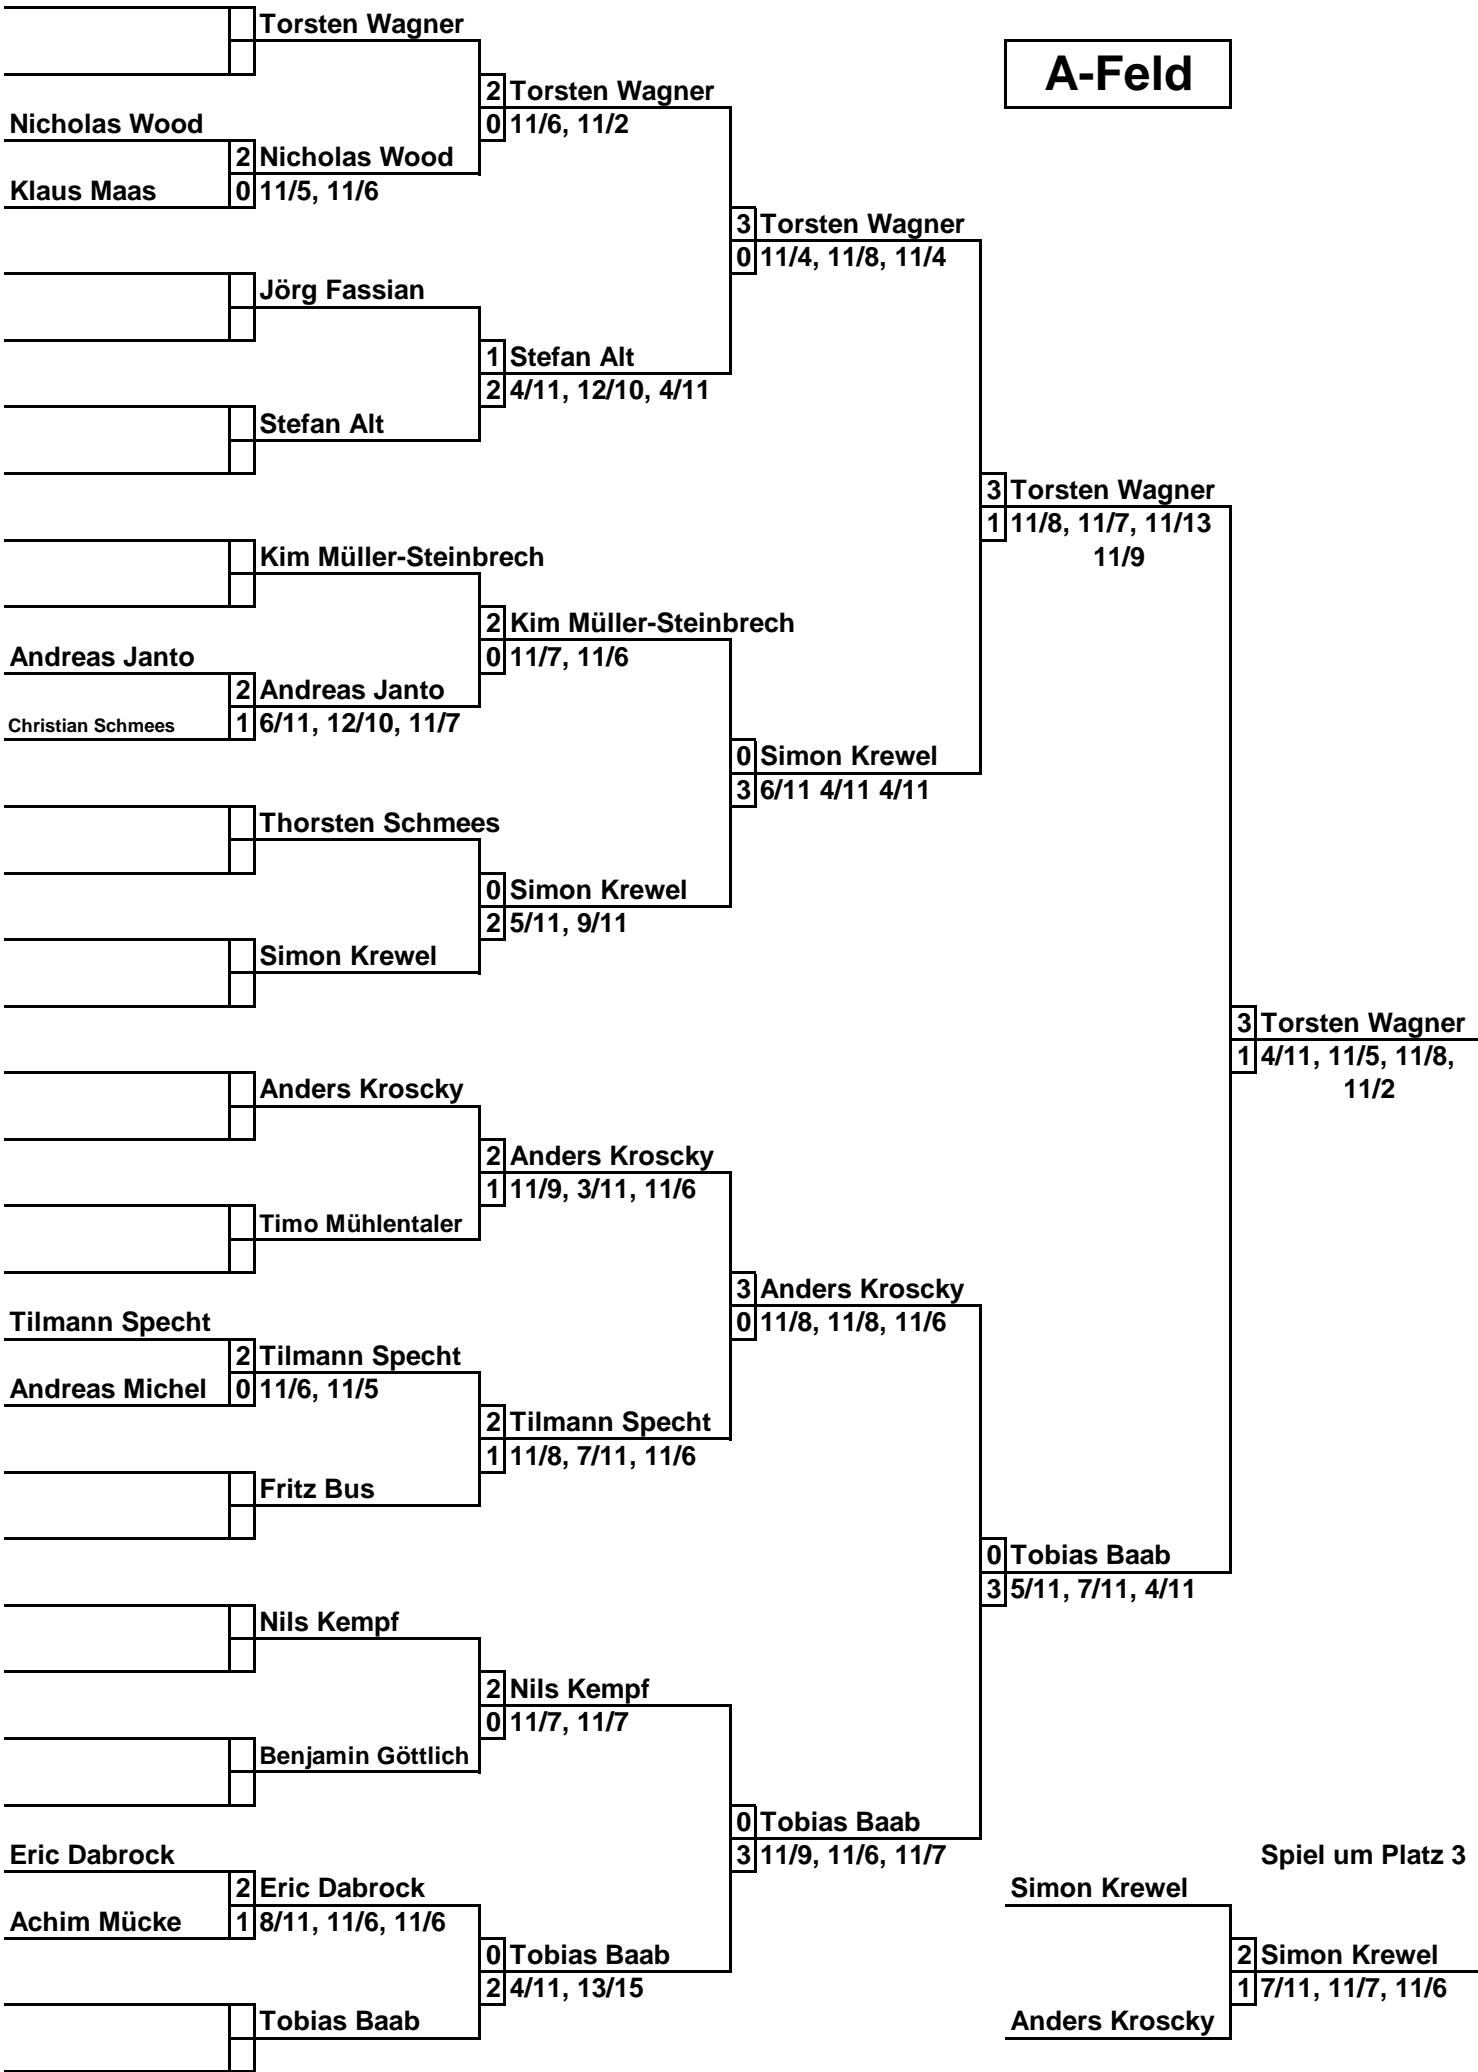 Torsten Wagner
A-Feld
2 Torsten Wagner
Nicholas Wood
0 11/6, 11/2
2 Nicholas Wood
Klaus Maas
0 11/5, 11/6
3 Torsten Wagner
0 11/4, 11/8, 11/4
Jörg Fassian
1 Stefan Alt
2 4/11, 12/10, 4/11
Stefan Alt
3 Torsten Wagner
1 11/8, 11/7, 11/13
11/9
Kim Müller-Steinbrech
2 Kim Müller-Steinbrech
Andreas Janto
0 11/7, 11/6
2 Andreas Janto
Christian Schmees
1 6/11, 12/10, 11/7
0 Simon Krewel
3 6/11 4/11 4/11
Thorsten Schmees
0 Simon Krewel
2 5/11, 9/11
Simon Krewel
3 Torsten Wagner
1 4/11, 11/5, 11/8,
11/2
Anders Kroscky
2 Anders Kroscky
1 11/9, 3/11, 11/6
Timo Mühlentaler
3 Anders Kroscky
Tilmann Specht
0 11/8, 11/8, 11/6
2 Tilmann Specht
Andreas Michel
0 11/6, 11/5
2 Tilmann Specht
1 11/8, 7/11, 11/6
Fritz Bus
0 Tobias Baab
3 5/11, 7/11, 4/11
Nils Kempf
2 Nils Kempf
0 11/7, 11/7
Benjamin Göttlich
0 Tobias Baab
Eric Dabrock
3 11/9, 11/6, 11/7
Spiel um Platz 3
2 Eric Dabrock
Simon Krewel
Achim Mücke
1 8/11, 11/6, 11/6
0 Tobias Baab
2 Simon Krewel
2 4/11, 13/15
1 7/11, 11/7, 11/6
Tobias Baab
Anders Kroscky